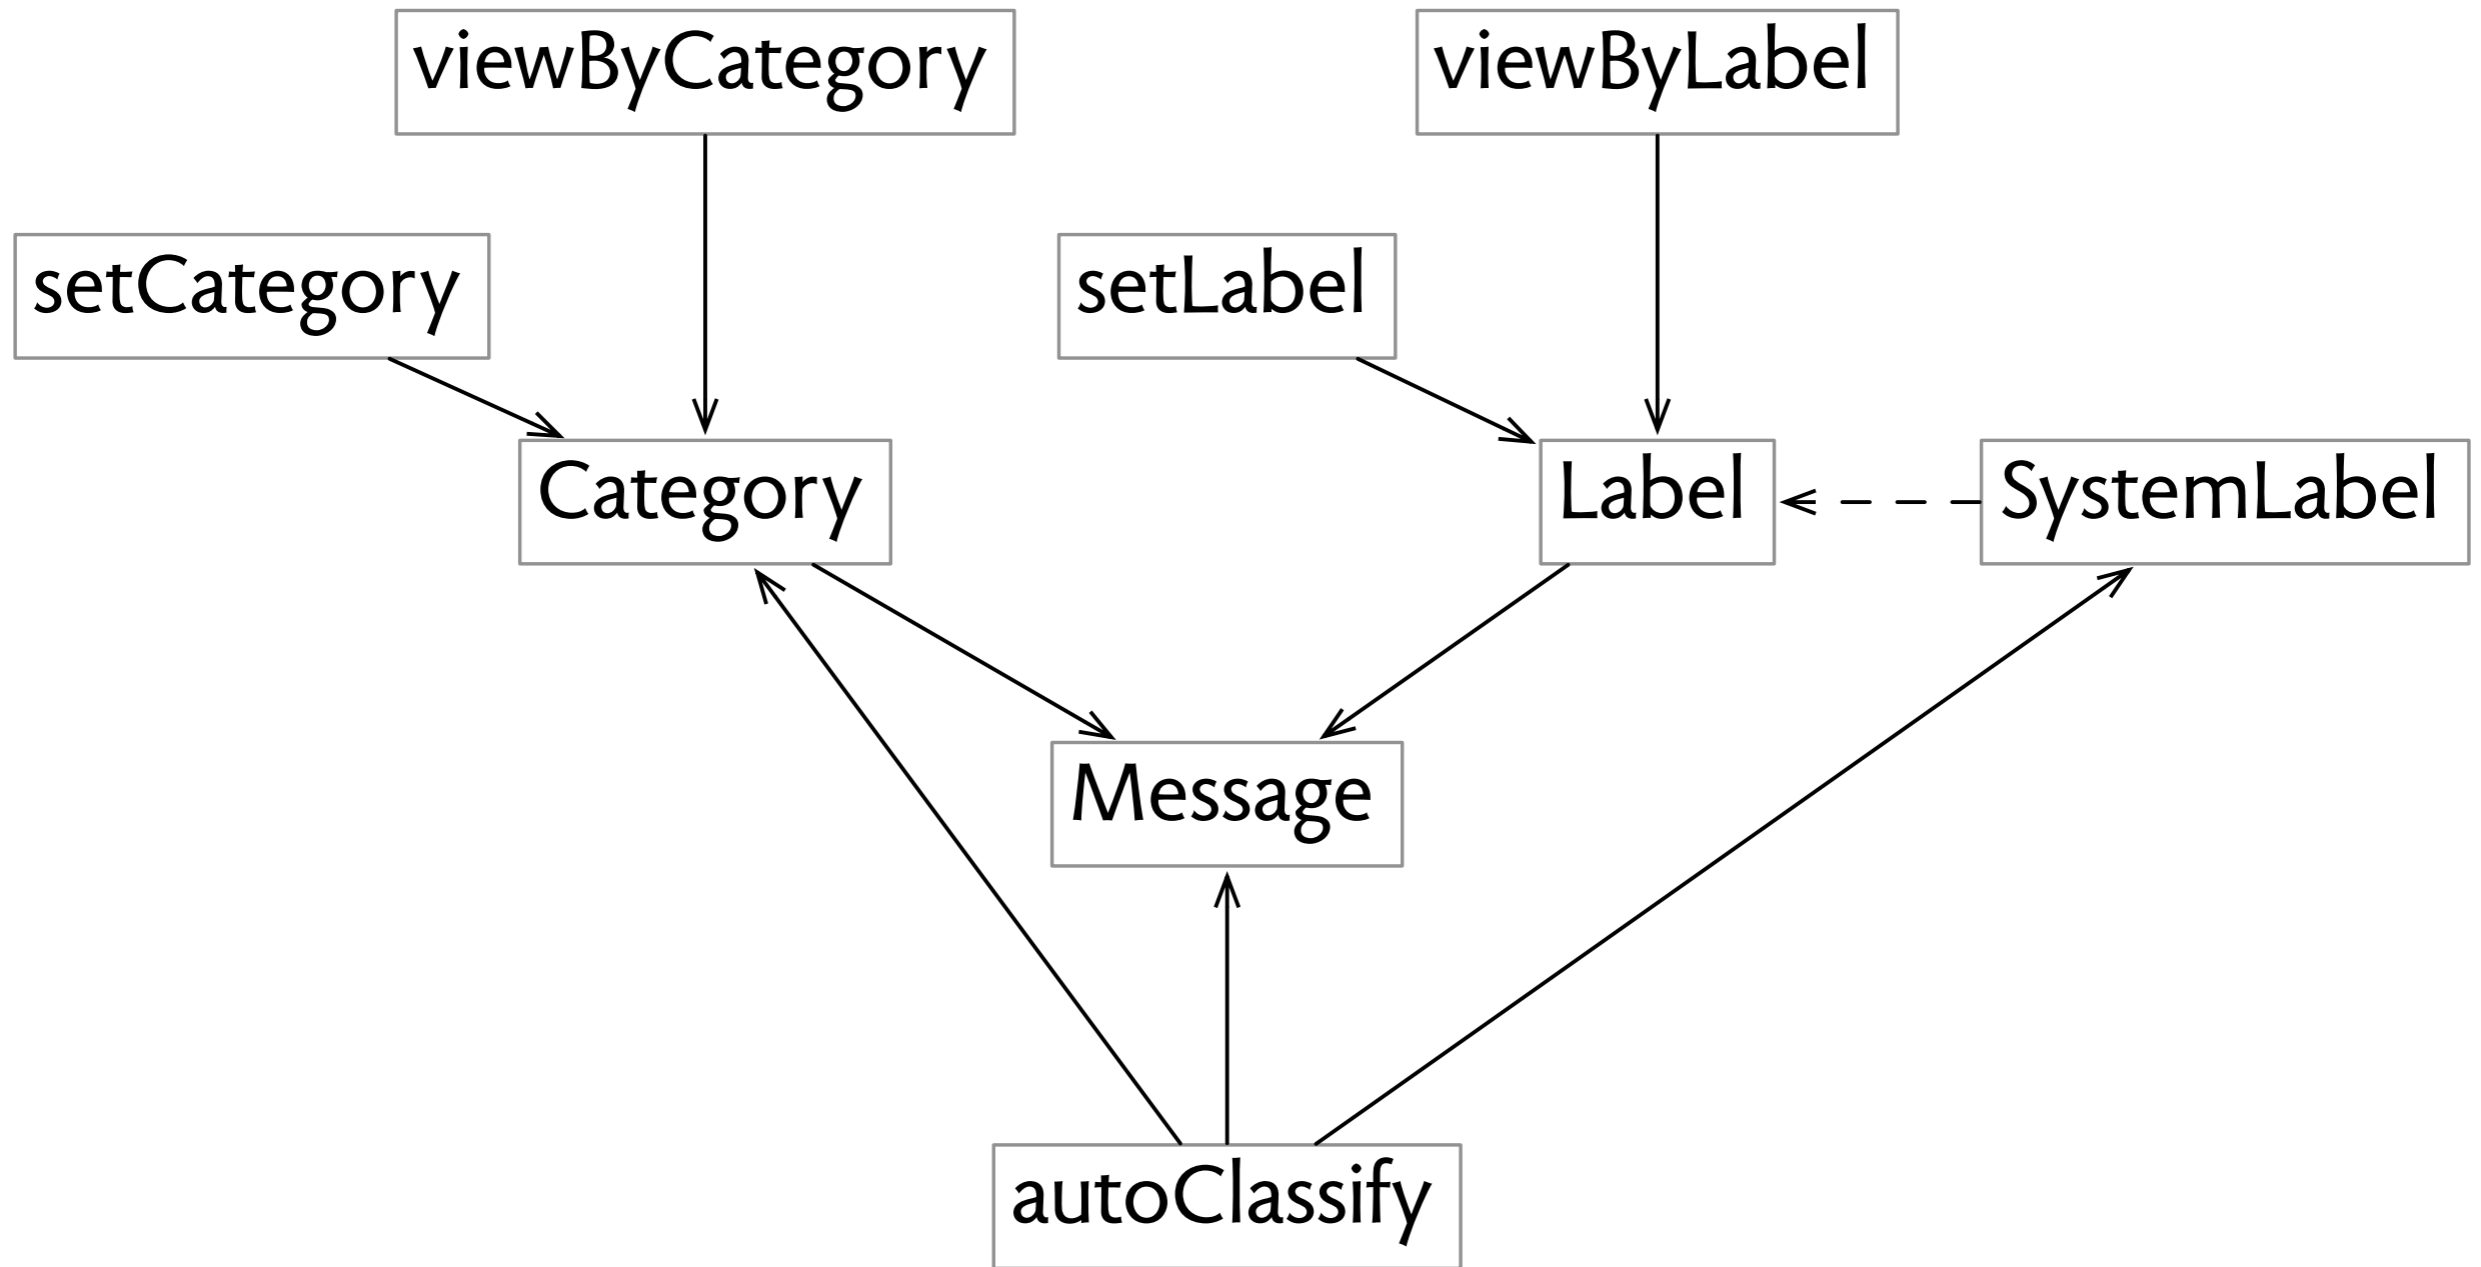 viewByCategory
viewByLabel
setCategory
setLabel
Category
Label
SystemLabel
Message
autoClassify